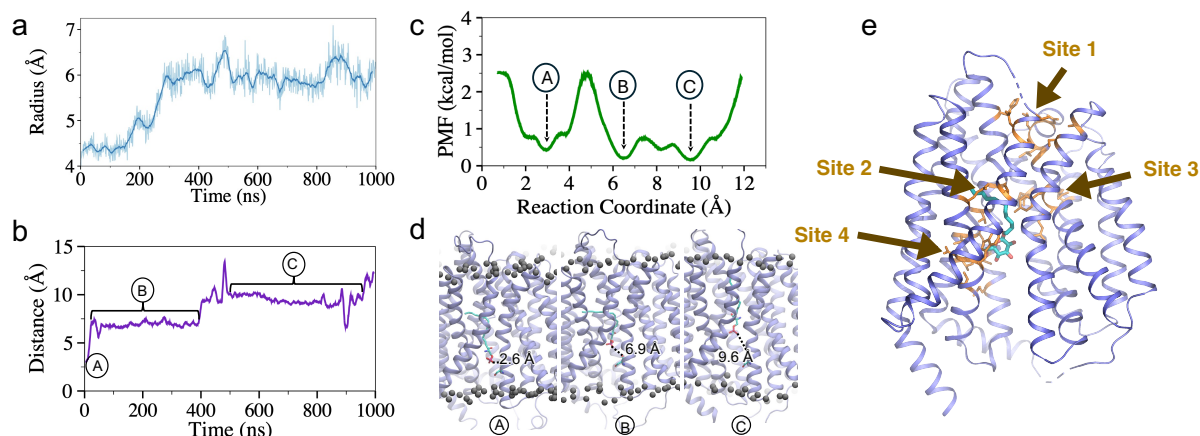 a
7
6
5
4
Radius (Å)
0
200
400
600
800
1000
Time (ns)
b
15
10
5
0
Distance (Å)
A
B
C
0
200
400
600
800
1000
Time (ns)
c
4
3
2
1
0
PMF (kcal/mol)
A
B
C
0
2
4
6
8
10
12
Reaction Coordinate (Å)
d
2.6 Å
6.9 Å
9.6 Å
A
B
C
e
Site 1
Site 2
Site 3
Site 4